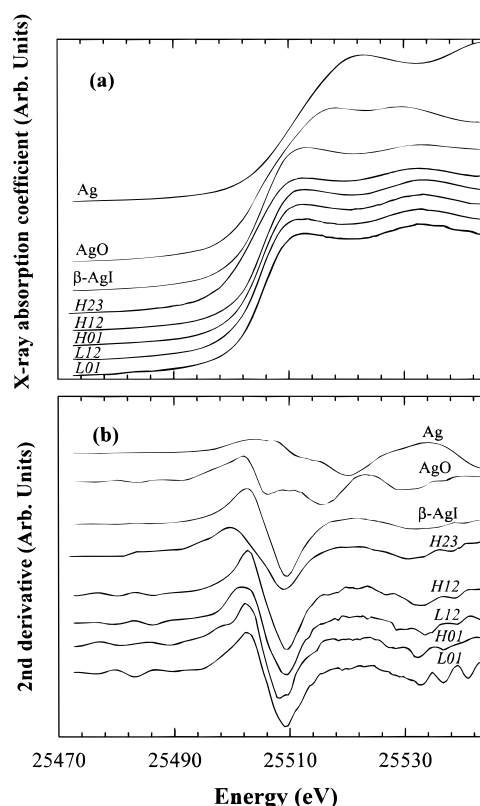 X-ray absorption coefficient (Arb. Units)
(a)
Ag
AgO
β-AgI
H23
H12
H01
L12
L01
2nd derivative (Arb. Units)
(b)
Ag
AgO
β-AgI
H23
H12
L12
H01
L01
25470 25490 25510 25530
Energy (eV)